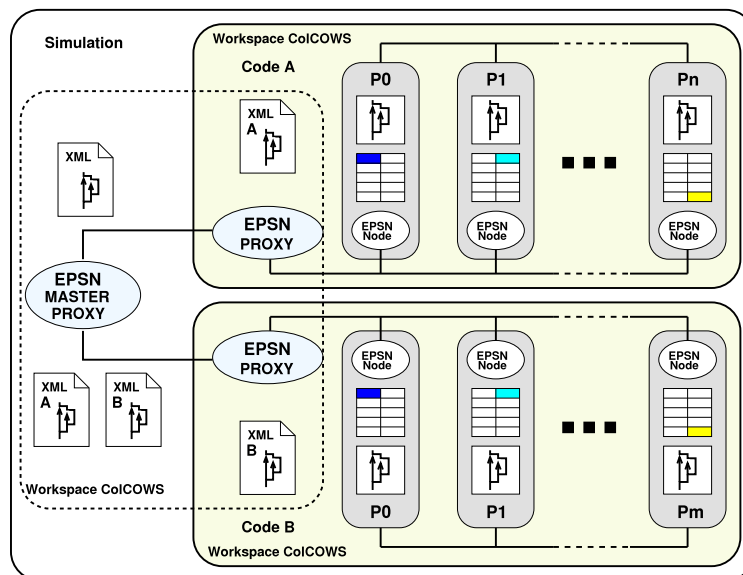 Simulation
Workspace ColCOWS
Code A
P0
P1
Pn
XML
A
XML
EPSN
PROXY
EPSN
Node
EPSN
Node
EPSN
Node
EPSN
MASTER
PROXY
EPSN
PROXY
EPSN
Node
EPSN
Node
EPSN
Node
XML
A
XML
B
XML
B
Workspace ColCOWS
P0
P1
Pm
Code B
Workspace ColCOWS